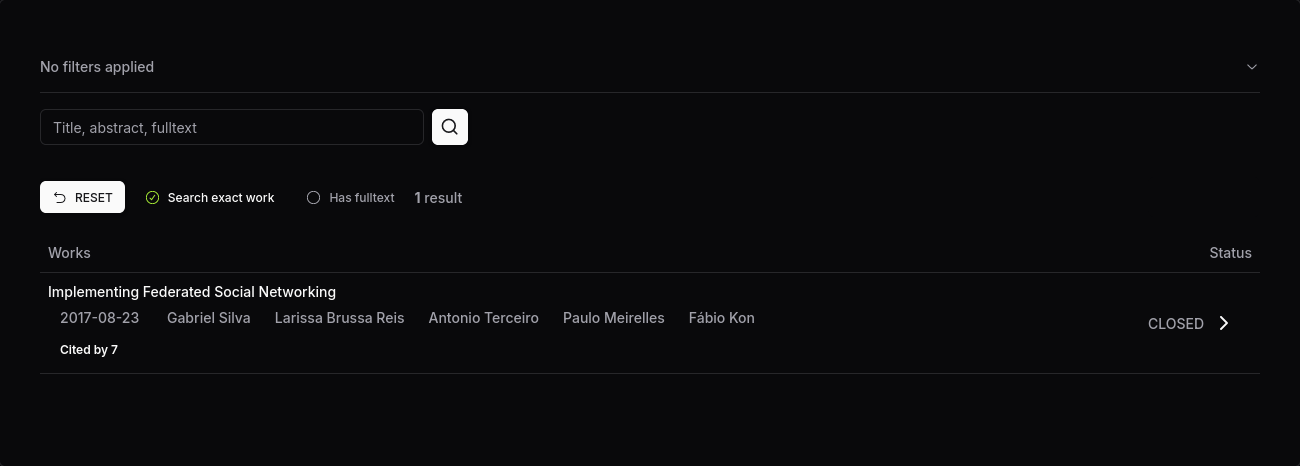 No filters applied
Title, abstract, fulltext
RESET Search exact work Has fulltext 1 result
Works Status
Implementing Federated Social Networking
2017-08-23 Gabriel Silva Larissa Brussa Reis Antonio Terceiro Paulo Meirelles Fábio Kon
CLOSED
Cited by 7